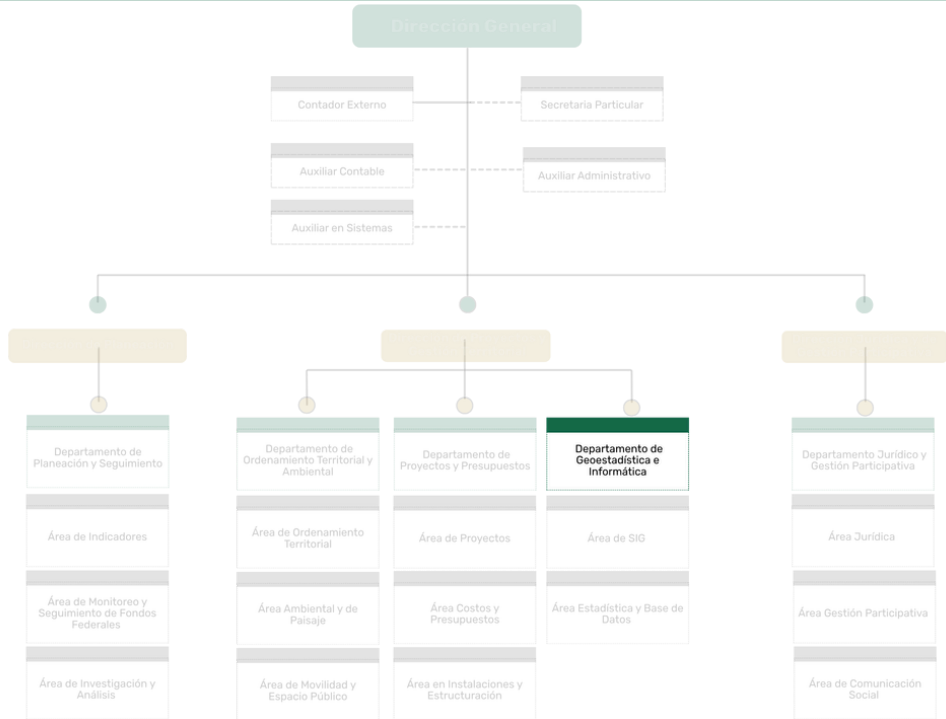 Dirección General
Contador Externo
Secretaria Particular
Auxiliar Contable
Auxiliar Administrativo
Auxiliar en Sistemas
Departamento de
Planeación y Seguimiento
Área de Indicadores
Área de Monitoreo y
Seguimiento de Fondos
Federales
Área de Investigación y
Análisis
Departamento de
Ordenamiento Territorial y
Ambiental
Área de Ordenamiento
Territorial
Área Ambiental y de
Paisaje
Área de Movilidad y
Espacio Público
Departamento de
Proyectos y Presupuestos
Área de Proyectos
Área Costos y
Presupuestos
Área en Instalaciones y
Estructuración
Departamento de
Geoestadística e
Informática
Área de SIG
Área Estadística y Base de
Datos
Departamento Jurídico y
Gestión Participativa
Área Jurídica
Área Gestión Participativa
Área de Comunicación
Social